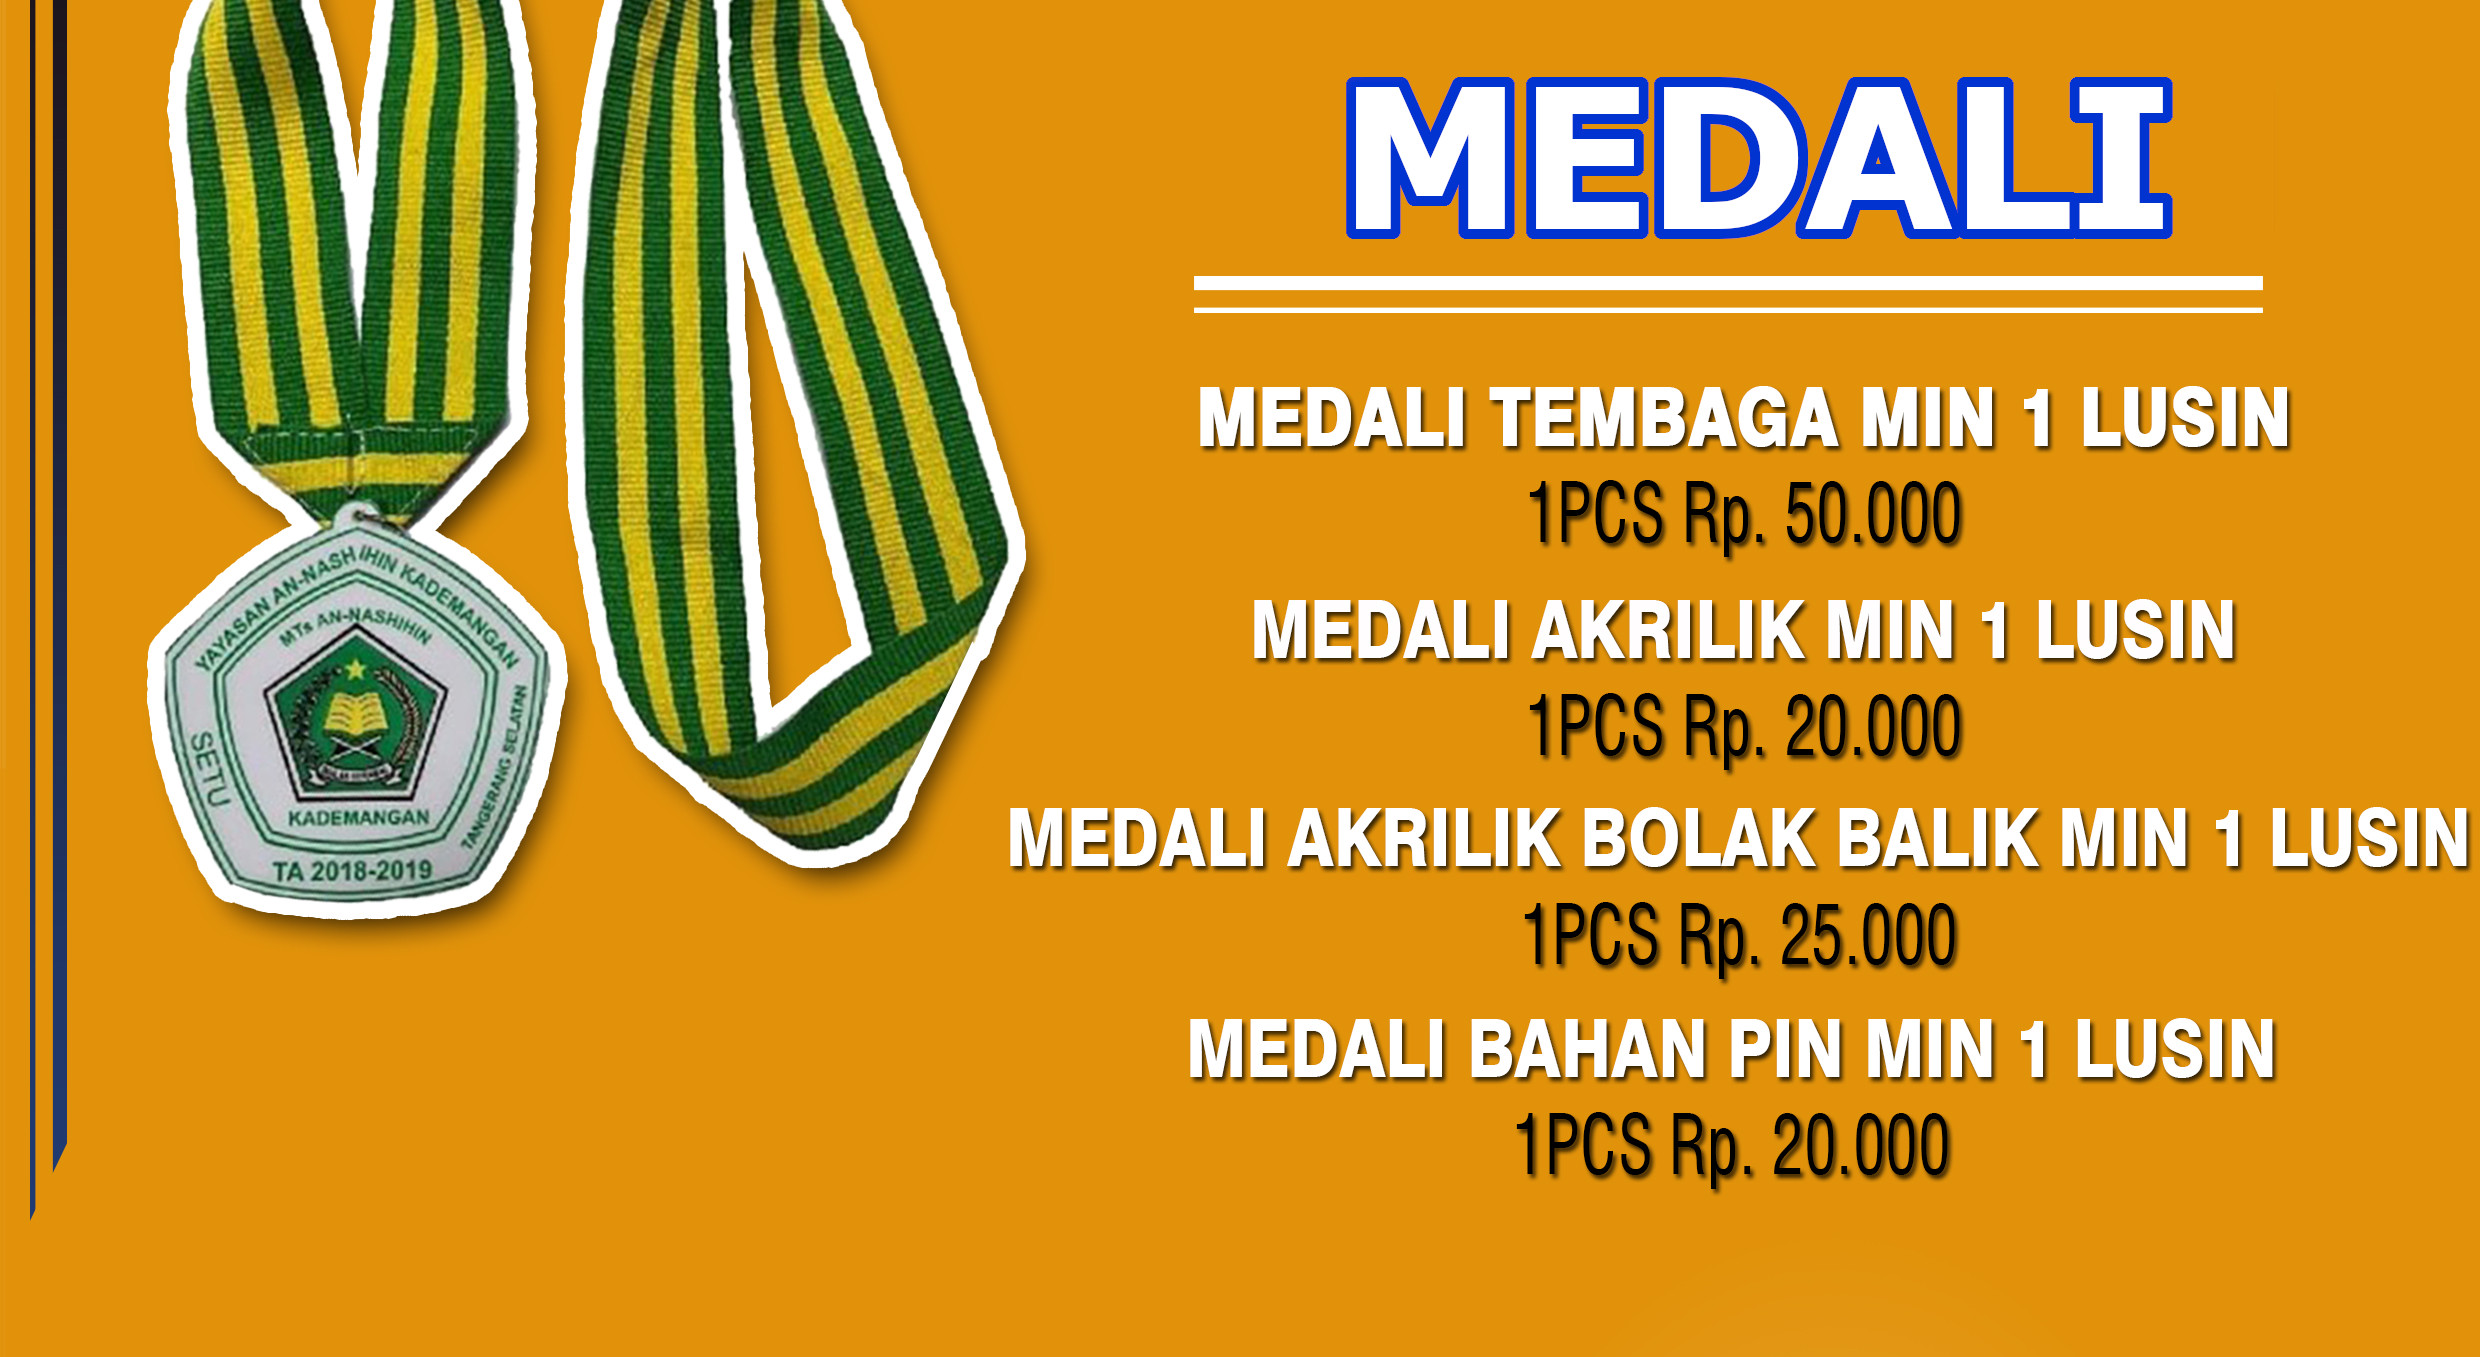 MEDALI
MEDALI TEMBAGA MIN 1 LUSIN
1PCS Rp. 50.000
MEDALI AKRILIK MIN 1 LUSIN
1PCS Rp. 20.000
MEDALI AKRILIK BOLAK BALIK MIN 1 LUSIN
1PCS Rp. 25.000
MEDALI BAHAN PIN MIN 1 LUSIN
1PCS Rp. 20.000
YAYASAN AN-NASHIHIN KADEMANGAN
MTs AN-NASHIHIN
SETU
TANGERANG SELATAN
KADEMANGAN
TA 2018-2019